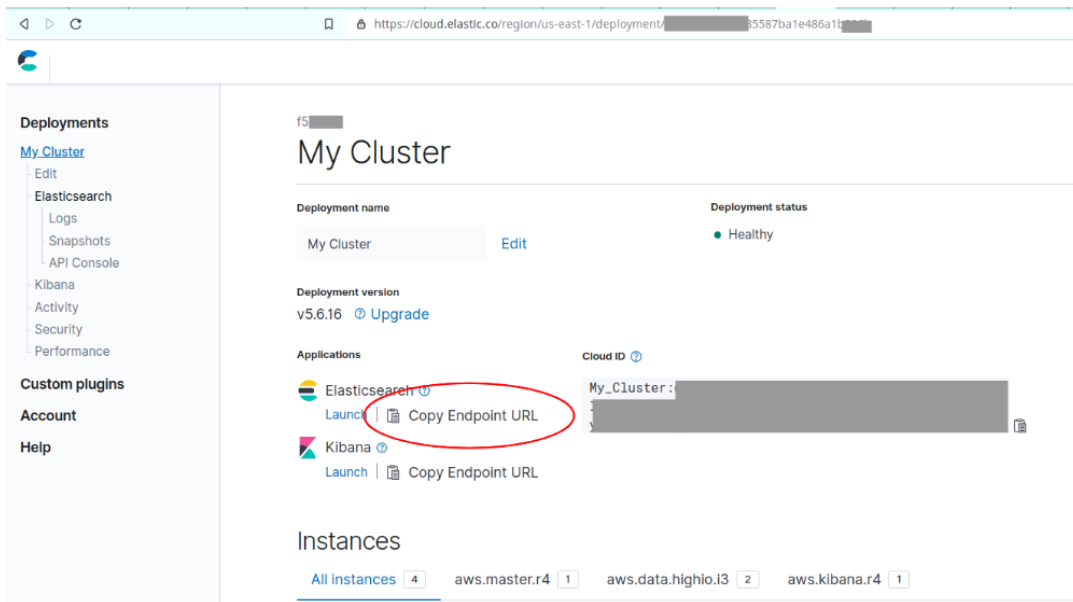 https://cloud.elastic.co/region/us-east-1/deployment/ 35587ba1e486a1b
Deployments
My Cluster
Edit
Elasticsearch
Logs
Snapshots
API Console
Kibana
Activity
Security
Performance
Custom plugins
Account
Help
f5
My Cluster
Deployment name
Deployment status
My Cluster
Edit
Healthy
Deployment version
v5.6.16 Upgrade
Applications
Cloud ID
Elasticsearch
Launch Copy Endpoint URL
My_Cluster:
Kibana
Launch Copy Endpoint URL
Instances
All instances 4 aws.master.r4 1 aws.data.highio.i3 2 aws.kibana.r4 1